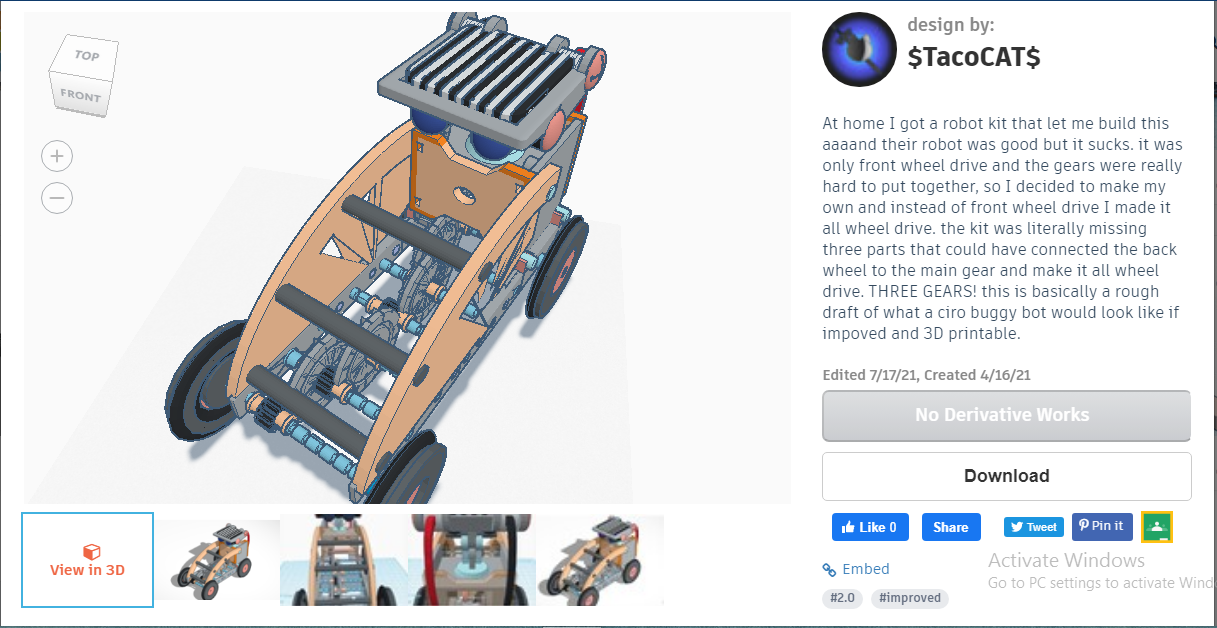 TOP
FRONT
View in 3D
design by:
$TacoCAT$
At home I got a robot kit that let me build this
aaaand their robot was good but it sucks. it was
only front wheel drive and the gears were really
hard to put together, so I decided to make my
own and instead of front wheel drive I made it
all wheel drive. the kit was literally missing
three parts that could have connected the back
wheel to the main gear and make it all wheel
drive. THREE GEARS! this is basically a rough
draft of what a ciro buggy bot would look like if
impoved and 3D printable.
Edited 7/17/21, Created 4/16/21
No Derivative Works
Download
Like 0 Share Tweet Pin it
Embed
Activate Windows
Go to PC settings to activate Wind
#2.0 #improved